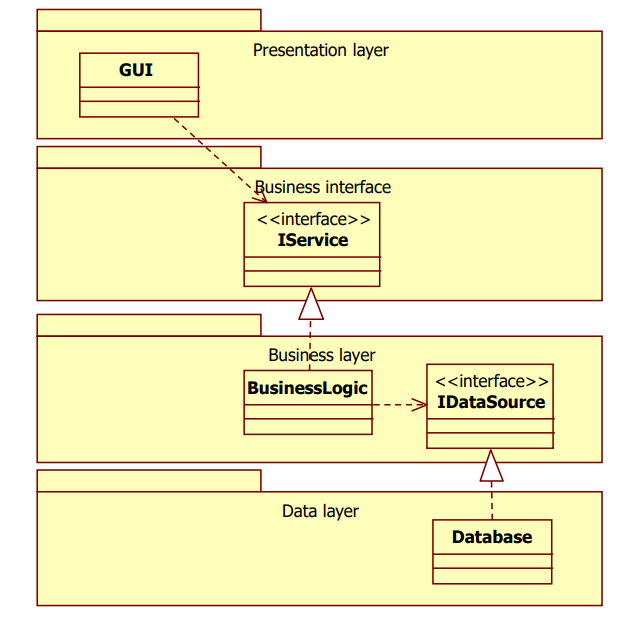 Presentation layer
GUI
Business interface
<<interface>>
IService
Business layer
BusinessLogic
<<interface>>
IDataSource
Data layer
Database